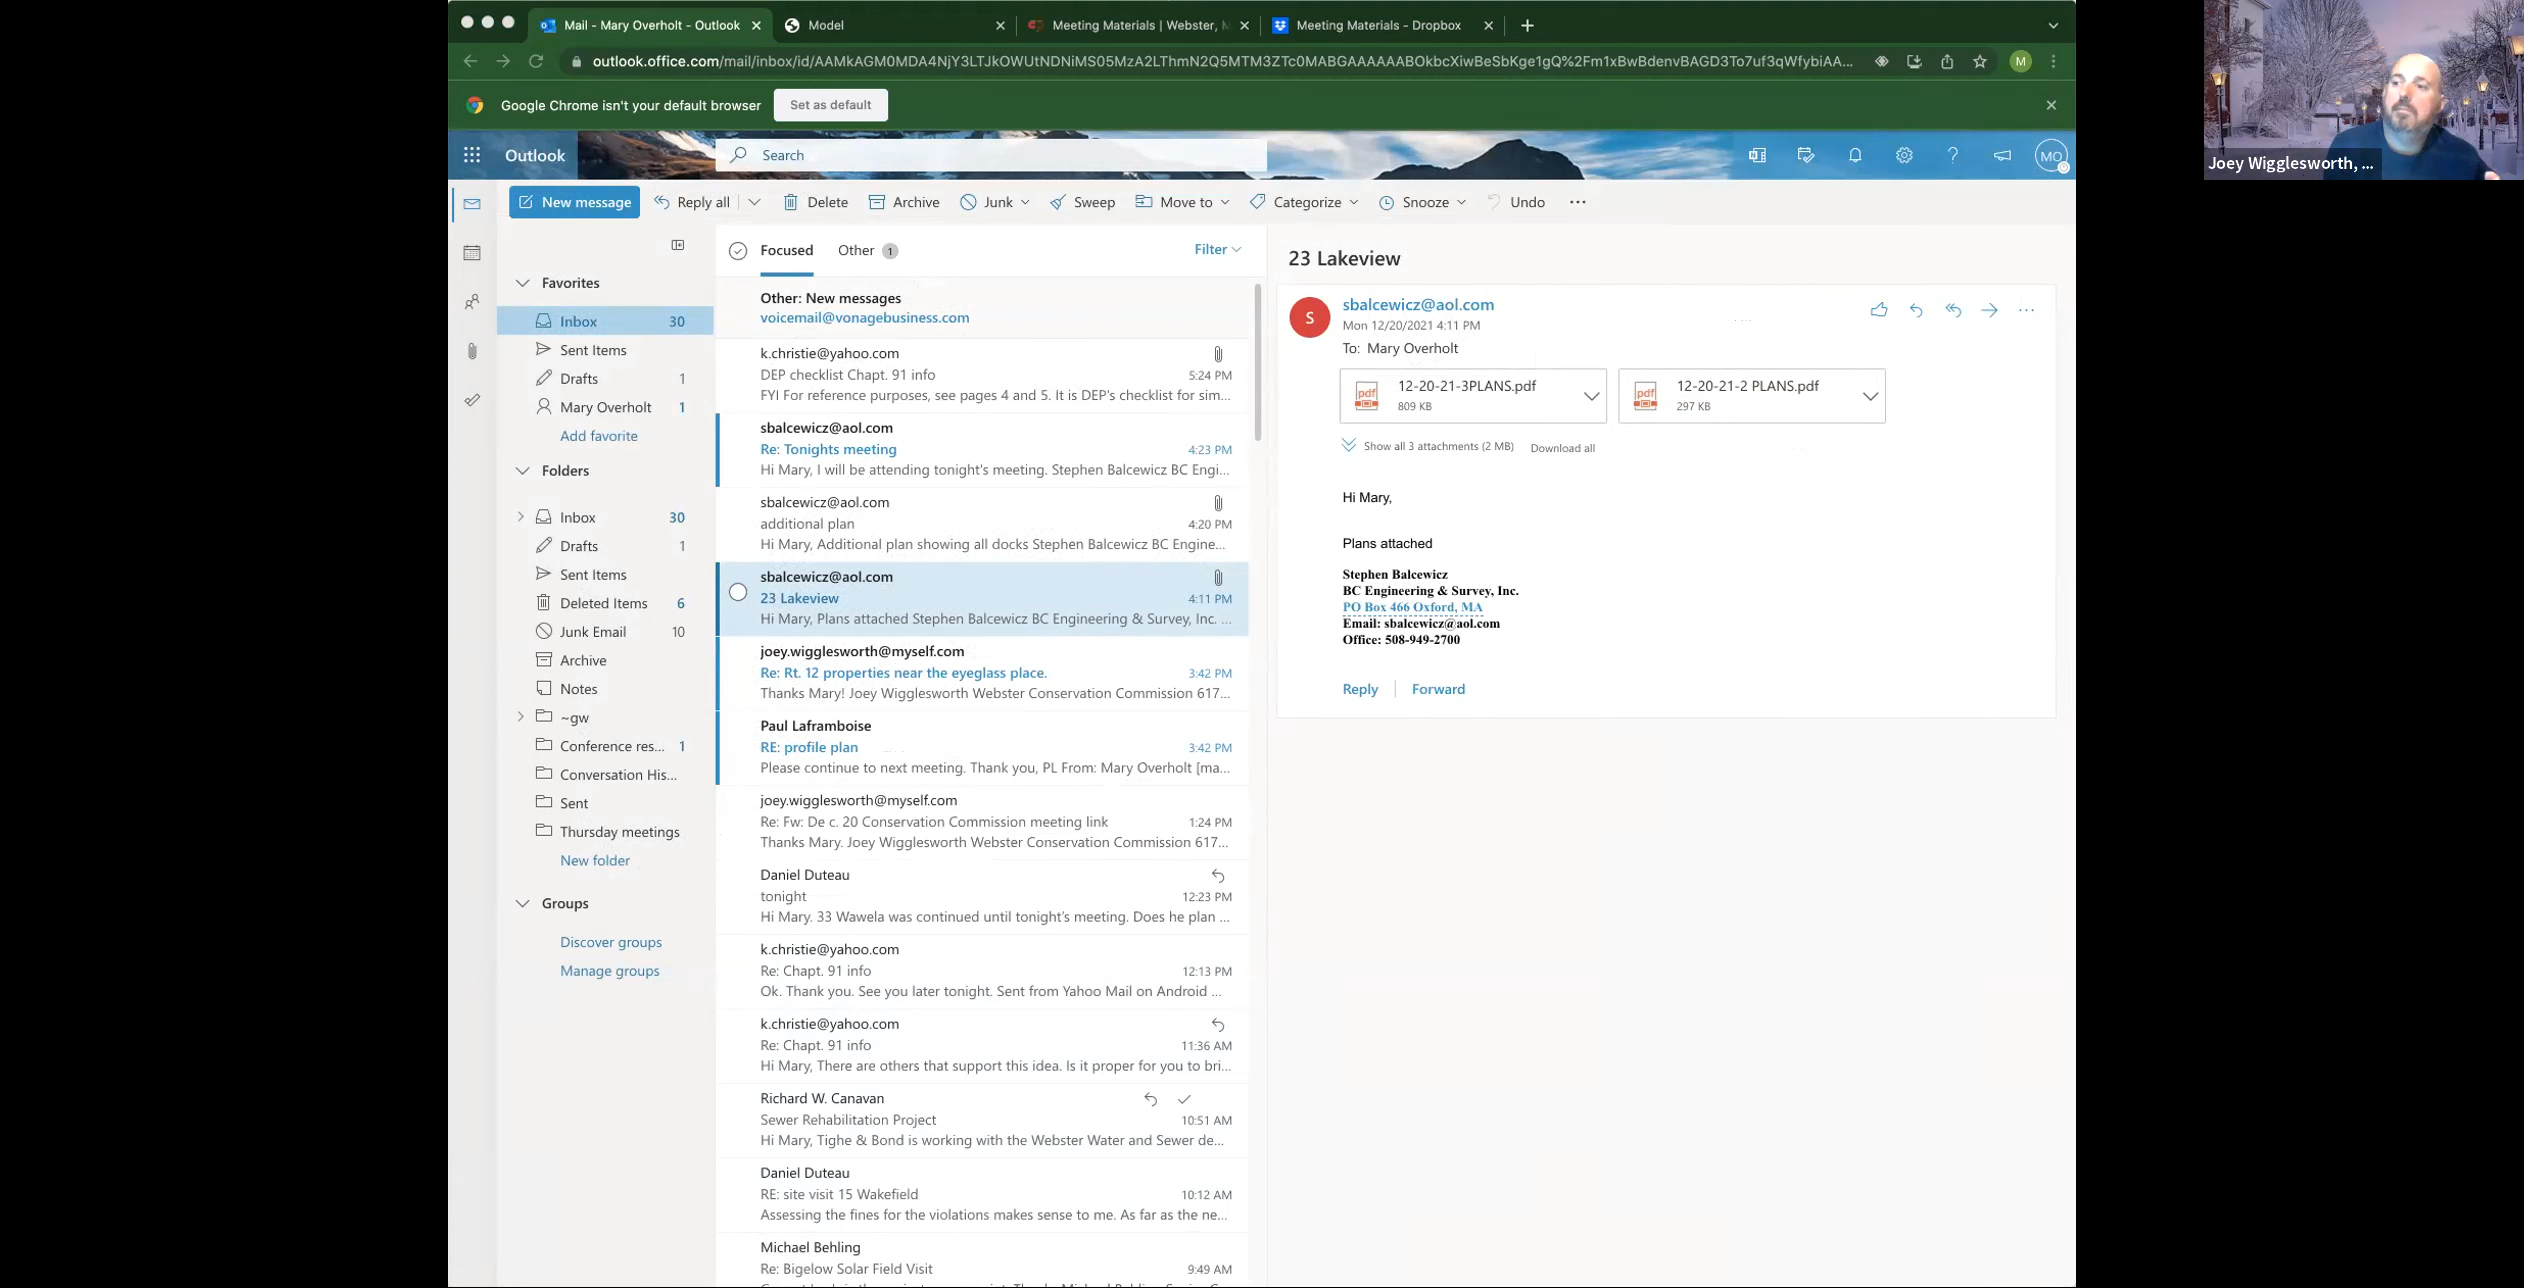 Mail - Mary Overholt - Outlook
Model
Meeting Materials | Webster,
Meeting Materials - Dropbox
outlook.office.com/mail/inbox/id/AAMkAGM0MDA4NjY3LTJkOWUtNDNiMS05MzA2LThmN2Q5MTM3ZTc0MABGAAAAAABOkbcXiwBeSbKge1gQ%2Fm1xBwBdenvBAGD3To7uf3qWfybiAA...
M
Google Chrome isn't your default browser
Set as default
Outlook
Search
MO
New message
Reply all
Delete
Archive
Junk
Sweep
Move to
Categorize
Snooze
Undo
Favorites
Inbox 30
Sent Items
Drafts 1
Mary Overholt 1
Add favorite
Folders
Inbox 30
Drafts 1
Sent Items
Deleted Items 6
Junk Email 10
Archive
Notes
~gw
Conference res... 1
Conversation His...
Sent
Thursday meetings
New folder
Groups
Discover groups
Manage groups
Focused
Other 1
Filter
Other: New messages
voicemail@vonagebusiness.com
k.christie@yahoo.com
DEP checklist Chapt. 91 info 5:24 PM
FYI For reference purposes, see pages 4 and 5. It is DEP's checklist for sim...
sbalcewicz@aol.com
Re: Tonights meeting 4:23 PM
Hi Mary, I will be attending tonight's meeting. Stephen Balcewicz BC Engi...
sbalcewicz@aol.com
additional plan 4:20 PM
Hi Mary, Additional plan showing all docks Stephen Balcewicz BC Engine...
sbalcewicz@aol.com
23 Lakeview 4:11 PM
Hi Mary, Plans attached Stephen Balcewicz BC Engineering & Survey, Inc. ...
joey.wigglesworth@myself.com
Re: Rt. 12 properties near the eyeglass place. 3:42 PM
Thanks Mary! Joey Wigglesworth Webster Conservation Commission 617...
Paul Laframboise
RE: profile plan 3:42 PM
Please continue to next meeting. Thank you, PL From: Mary Overholt [ma...
joey.wigglesworth@myself.com
Re: Fw: De c. 20 Conservation Commission meeting link 1:24 PM
Thanks Mary. Joey Wigglesworth Webster Conservation Commission 617...
Daniel Duteau
tonight 12:23 PM
Hi Mary. 33 Wawela was continued until tonight's meeting. Does he plan ...
k.christie@yahoo.com
Re: Chapt. 91 info 12:13 PM
Ok. Thank you. See you later tonight. Sent from Yahoo Mail on Android ...
k.christie@yahoo.com
Re: Chapt. 91 info 11:36 AM
Hi Mary, There are others that support this idea. Is it proper for you to bri...
Richard W. Canavan
Sewer Rehabilitation Project 10:51 AM
Hi Mary, Tighe & Bond is working with the Webster Water and Sewer de...
Daniel Duteau
RE: site visit 15 Wakefield 10:12 AM
Assessing the fines for the violations makes sense to me. As far as the ne...
Michael Behling
Re: Bigelow Solar Field Visit 9:49 AM
23 Lakeview
S
sbalcewicz@aol.com
Mon 12/20/2021 4:11 PM
To: Mary Overholt
pdf
12-20-21-3PLANS.pdf
809 KB
pdf
12-20-21-2 PLANS.pdf
297 KB
Show all 3 attachments (2 MB) Download all
Hi Mary,
Plans attached
Stephen Balcewicz
BC Engineering & Survey, Inc.
PO Box 466 Oxford, MA
Email: sbalcewicz@aol.com
Office: 508-949-2700
Reply
Forward
Joey Wigglesworth, ...